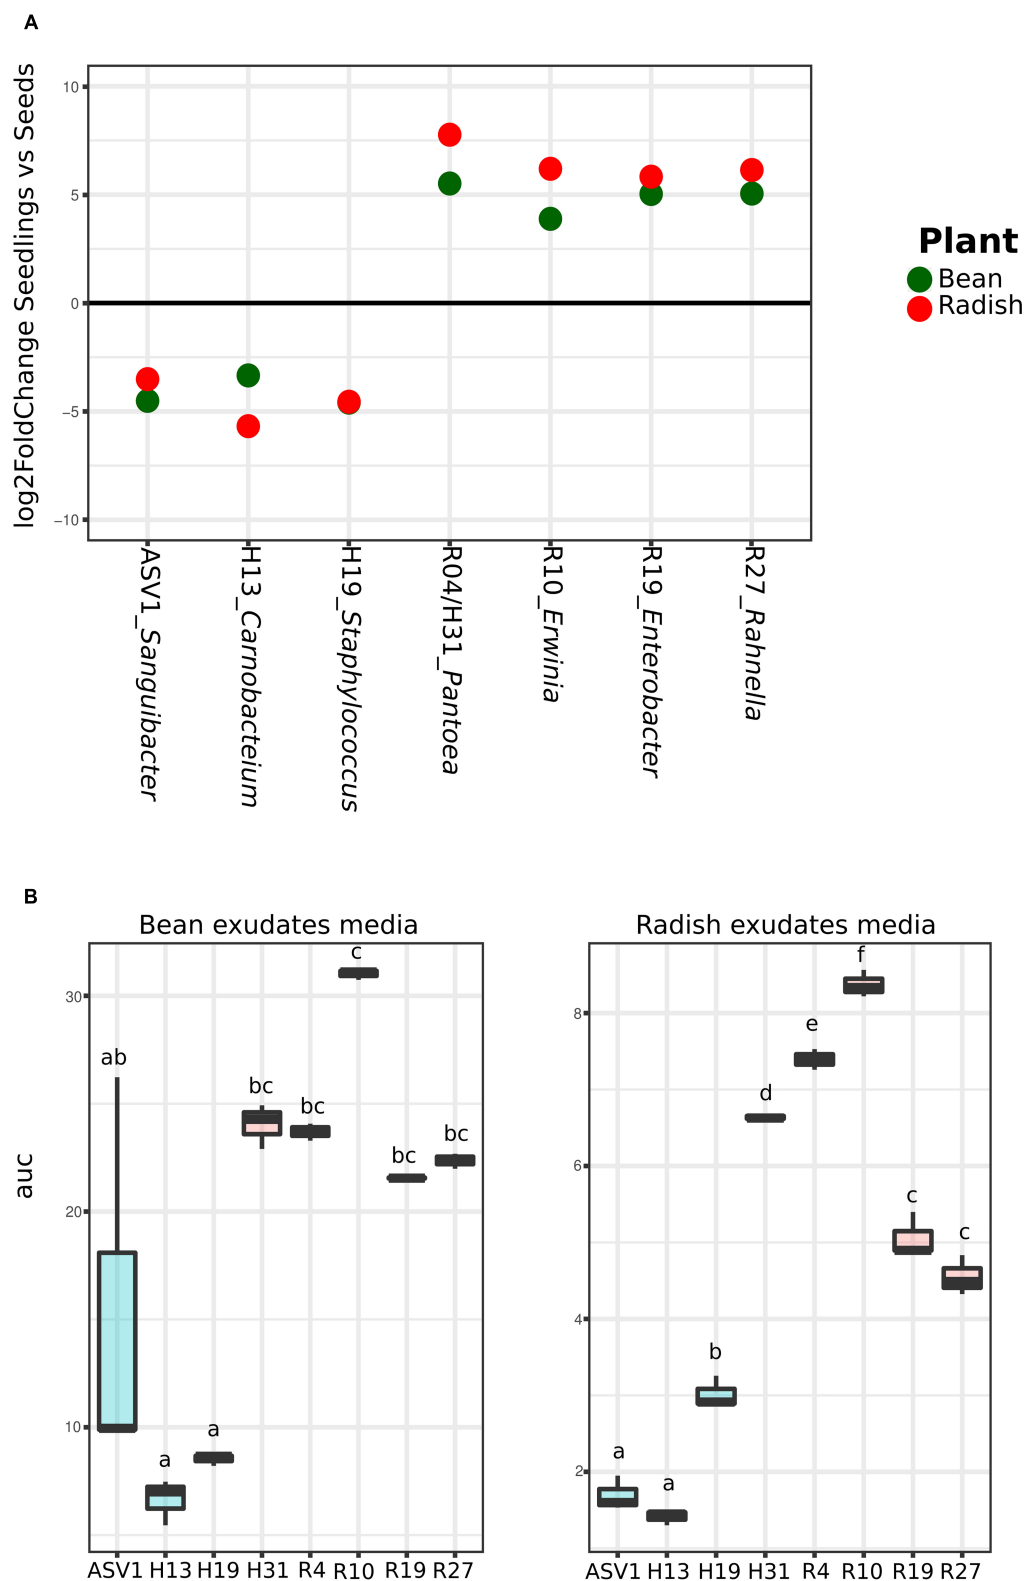 A
log2FoldChange Seedlings vs Seeds
10
5
0
−5
−10
ASV1_Sanguibacter
H13_Carnobacteium
H19_Staphylococcus
R04/H31_Pantoea
R10_Erwinia
R19_Enterobacter
R27_Rahnella
Plant
Bean
Radish
B
Bean exudates media
auc
30
20
10
ab
a
a
bc
bc
c
bc
bc
ASV1 H13 H19 H31 R4 R10 R19 R27
Radish exudates media
8
6
4
2
a
a
b
d
e
f
c
c
ASV1 H13 H19 H31 R4 R10 R19 R27